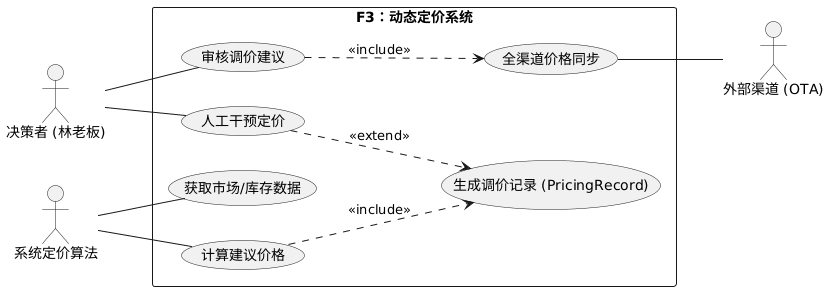 F3：动态定价系统
审核调价建议
«include»
全渠道价格同步
外部渠道 (OTA)
决策者 (林老板)
人工干预定价
«extend»
获取市场/库存数据
生成调价记录 (PricingRecord)
«include»
系统定价算法
计算建议价格